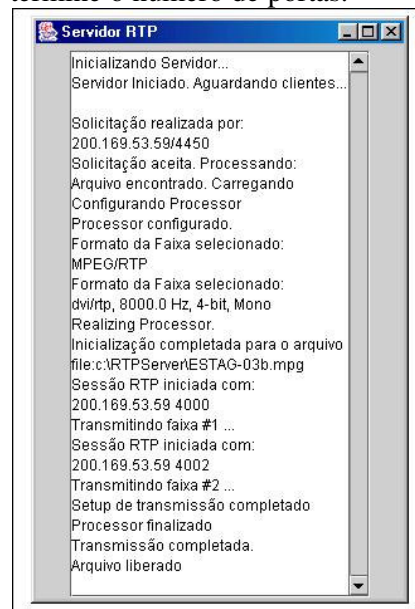 termine o número de portas.
Servidor RTP
Inicializando Servidor...
Servidor Iniciado. Aguardando clientes...
Solicitação realizada por:
200.169.53.59/4450
Solicitação aceita. Processando:
Arquivo encontrado. Carregando
Configurando Processor
Processor configurado.
Formato da Faixa selecionado:
MPEG/RTP
Formato da Faixa selecionado:
dvi/rtp, 8000.0 Hz, 4-bit, Mono
Realizing Processor.
Inicialização completada para o arquivo
file:c:\RTPServer\ESTAG-03b.mpg
Sessão RTP iniciada com:
200.169.53.59 4000
Transmitindo faixa #1 ...
Sessão RTP iniciada com:
200.169.53.59 4002
Transmitindo faixa #2 ...
Setup de transmissão completado
Processor finalizado
Transmissão completada.
Arquivo liberado